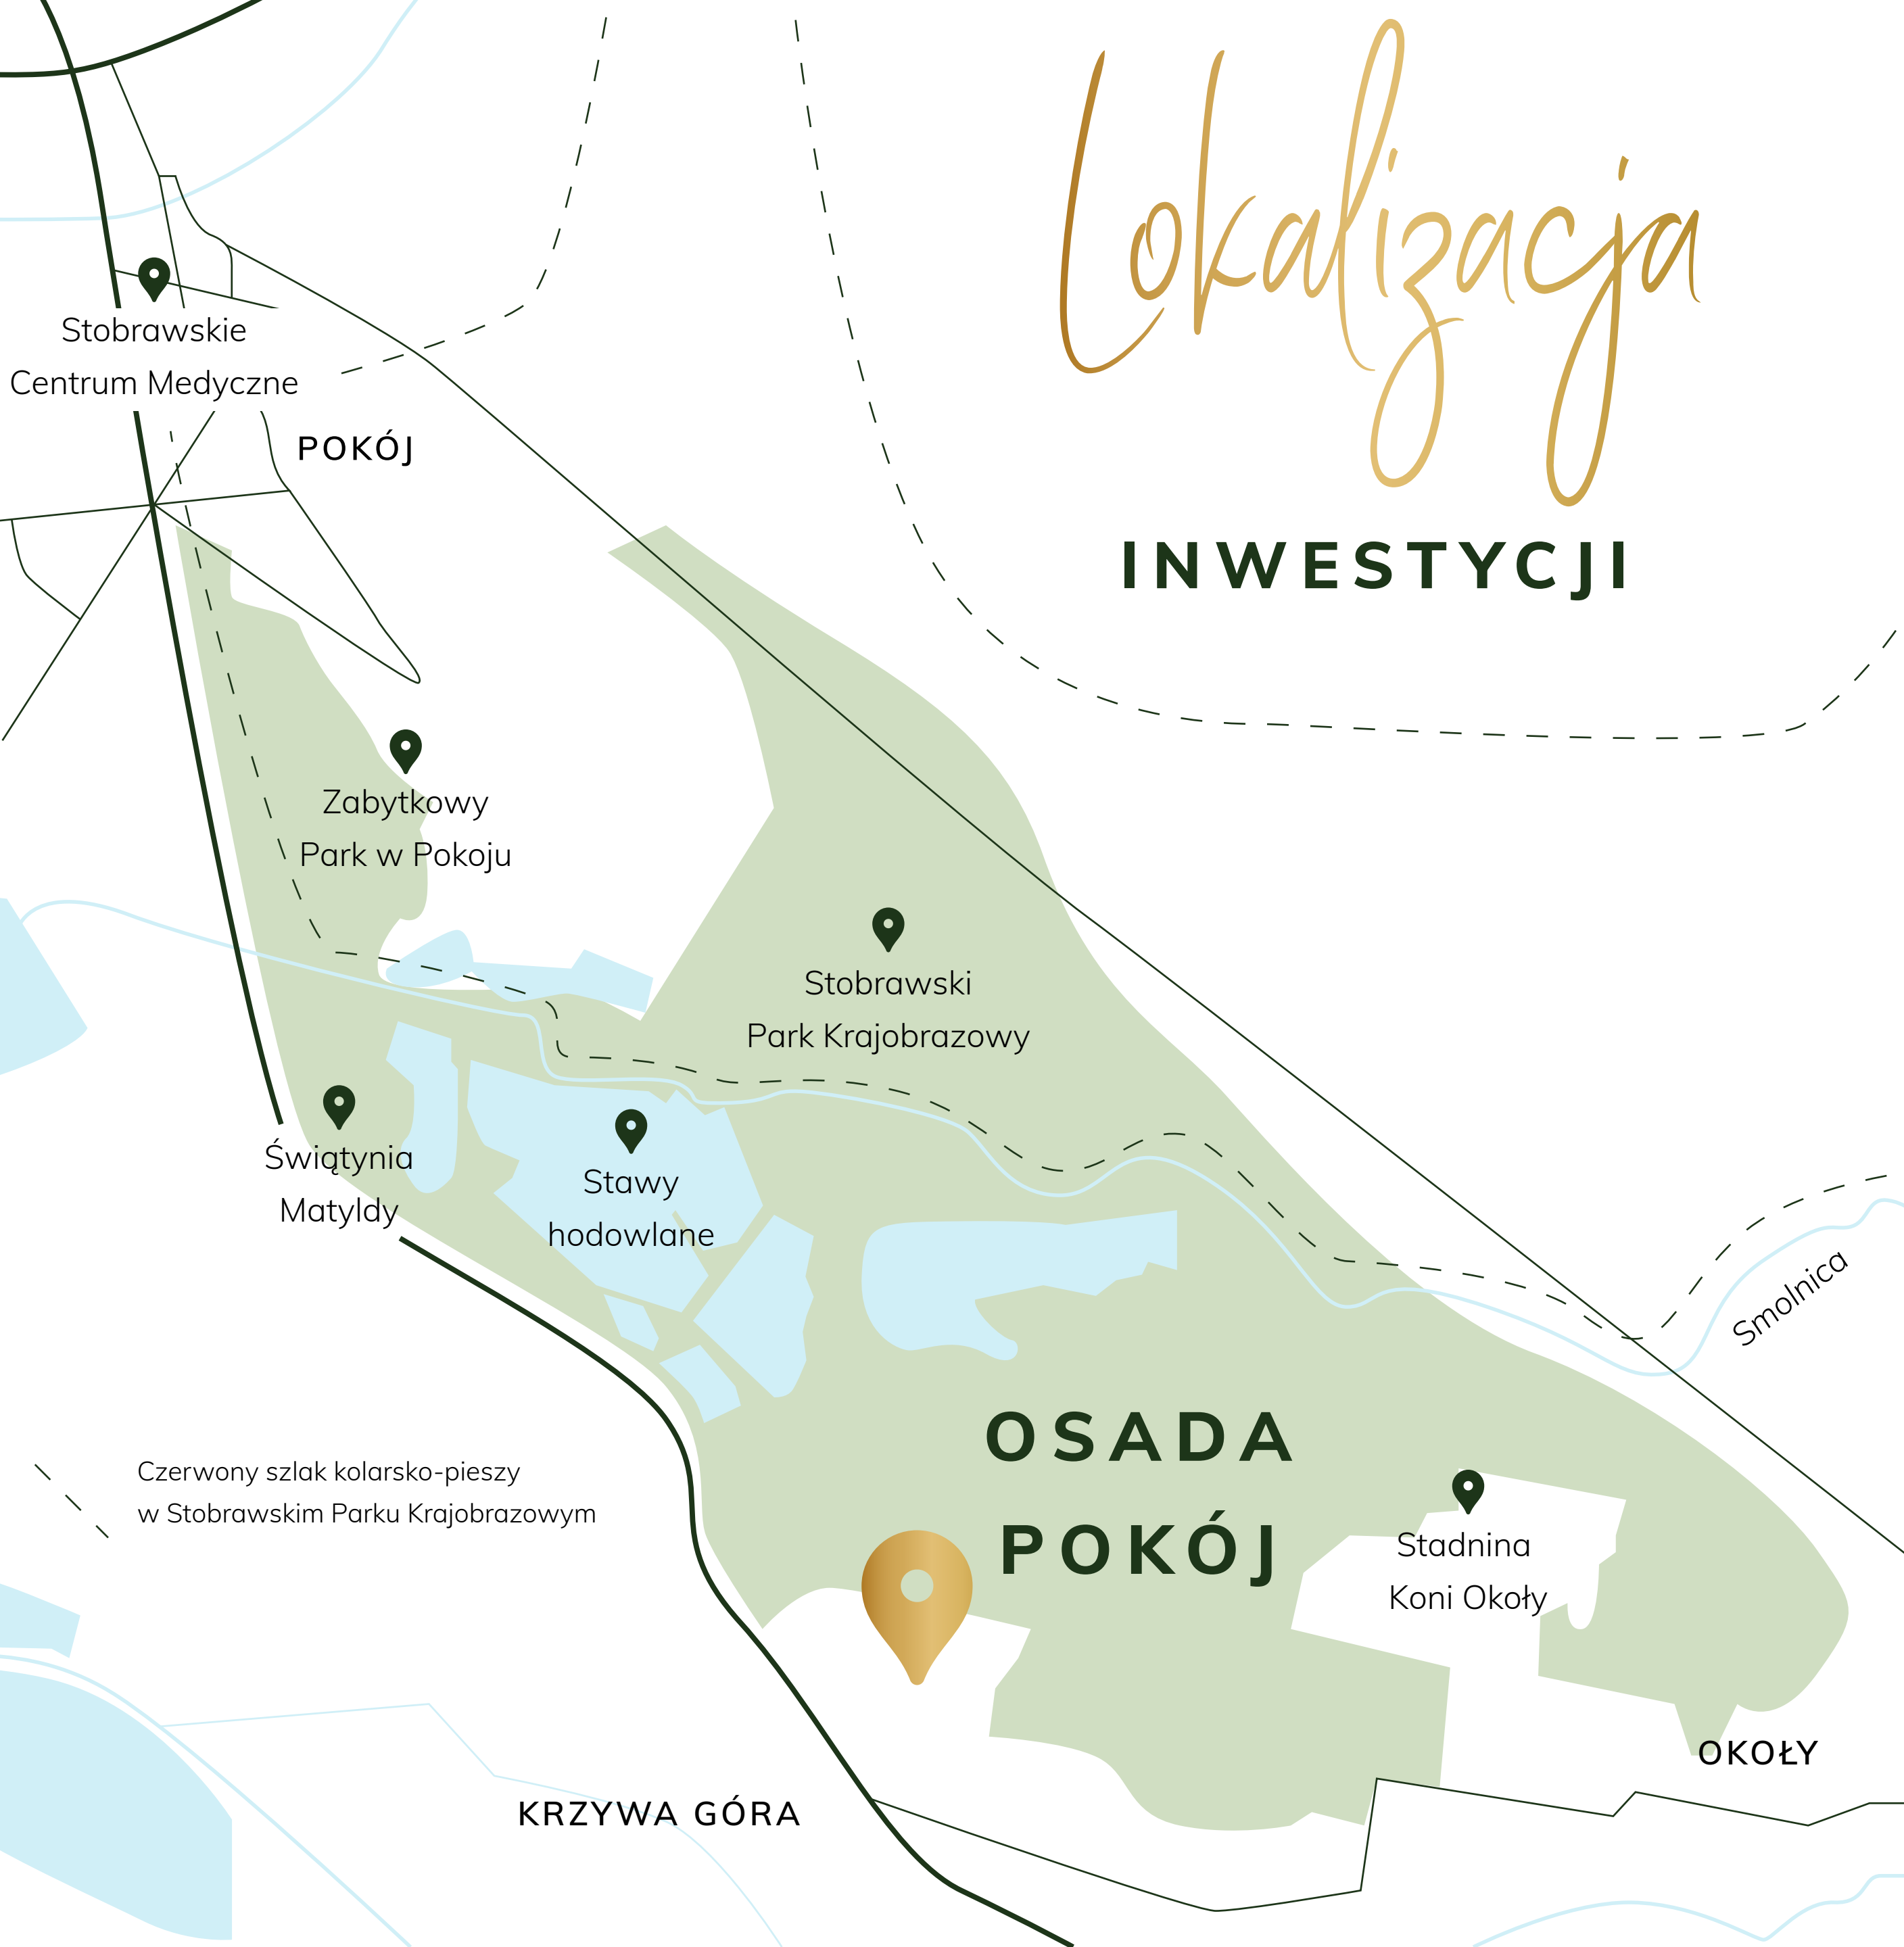 Lokalizacja
INWESTYCJI
Stobrawskie
Centrum Medyczne
POKÓJ
Zabytkowy
Park w Pokoju
Stobrawski
Park Krajobrazowy
Świątynia
Matyldy
Stawy
hodowlane
Smolnica
OSADA
POKÓJ
Czerwony szlak kolarsko-pieszy
w Stobrawskim Parku Krajobrazowym
Stadnina
Koni Okoły
OKOŁY
KRZYWA GÓRA